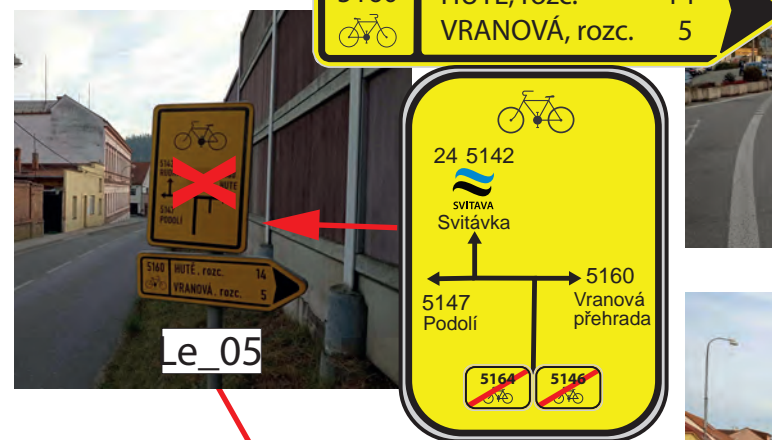 HUTĚ, rozc.
VRANOVÁ, rozc. 5
24 5142
SVITAVA
Svitávka
5160
Vranová
přehrada
5147
Podolí
5164 5146
PODOLÍ
5160 HUTĚ, rozc. 14
VRANOVÁ, rozc. 5
Le_05